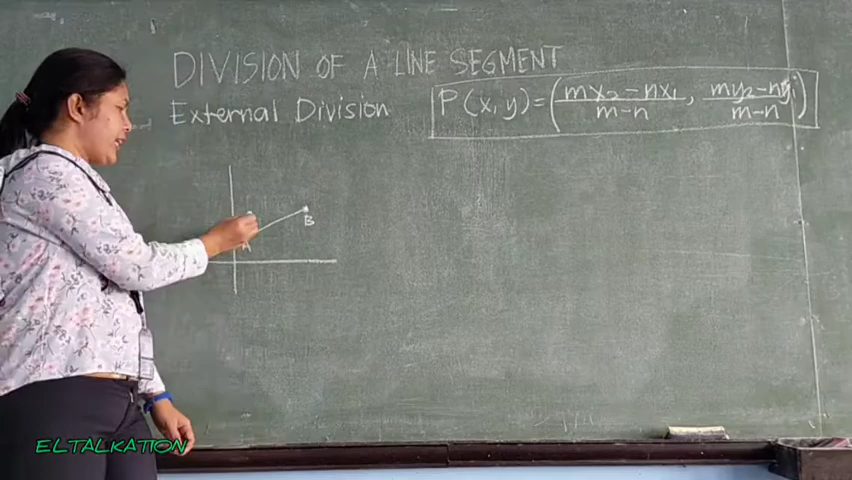 DIVISION OF A LINE SEGMENT
External Division
P(x, y) = (mx₂ - nx₁ / m-n, my₂ - ny₁ / m-n)
B
A
ELTALKATION